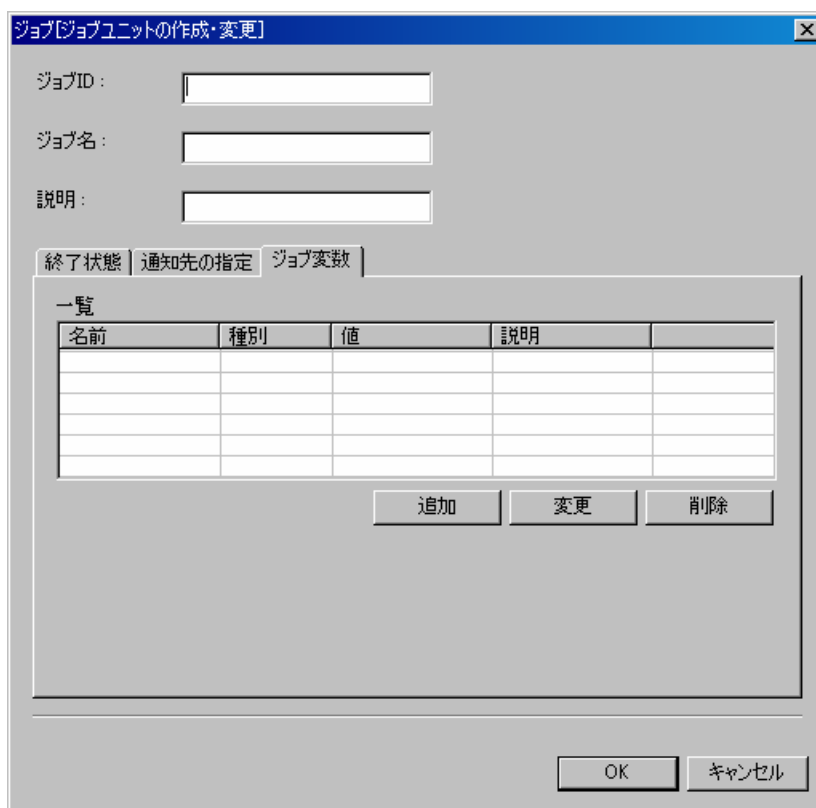 ジョブ[ジョブユニットの作成・変更]
ジョブID：
ジョブ名：
説明：
終了状態 通知先の指定 ジョブ変数
一覧
名前 種別 値 説明
追加 変更 削除
OK キャンセル